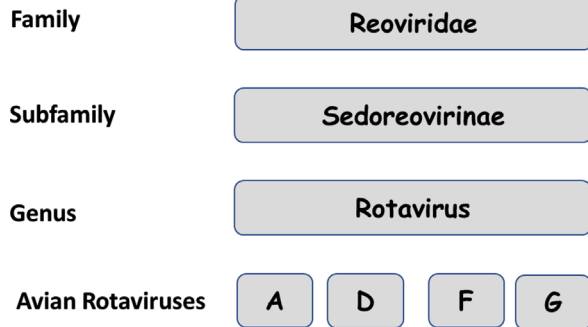 Family Reoviridae
Subfamily Sedoreovirinae
Genus Rotavirus
Avian Rotaviruses A D F G